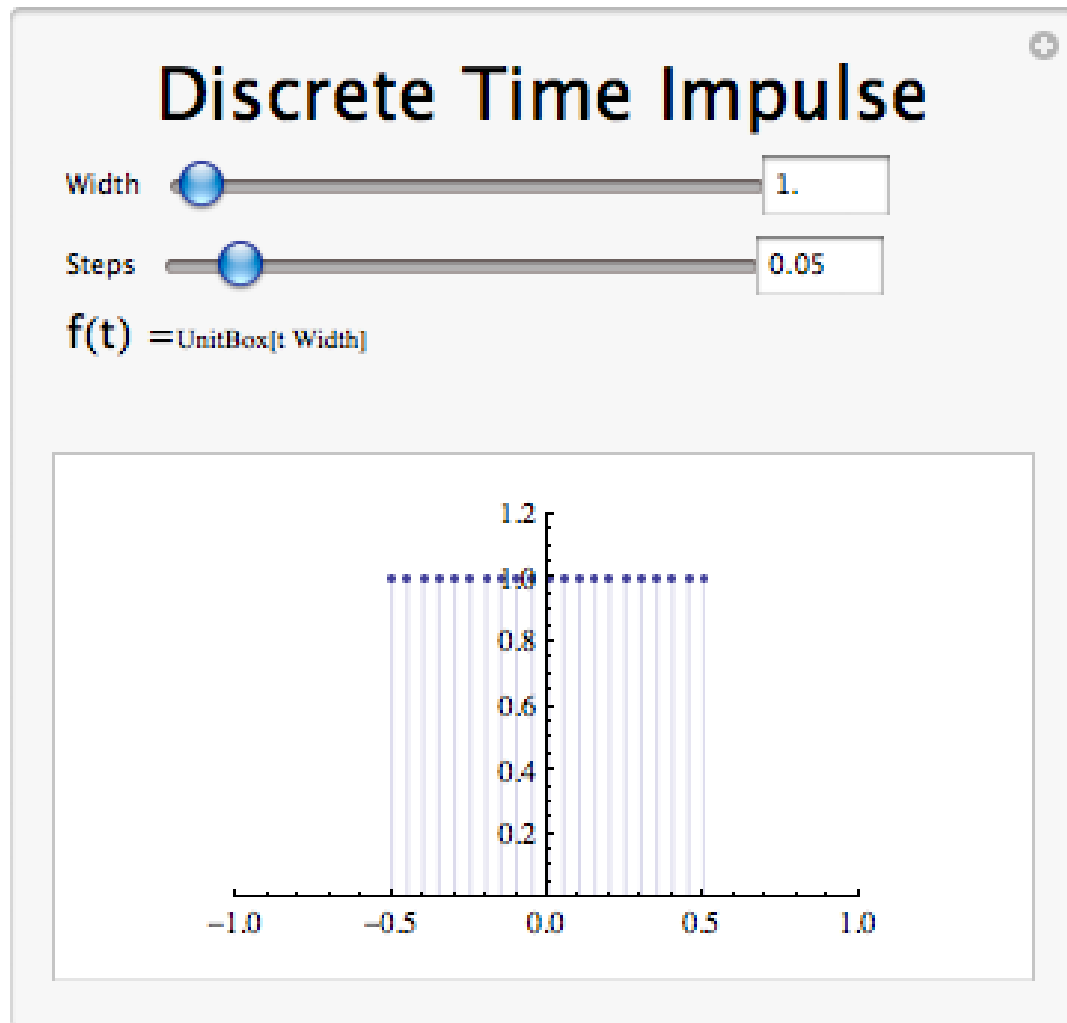 Discrete Time Impulse
Width 1.
Steps 0.05
f(t) =UnitBox[t Width]
1.2
1.0
0.8
0.6
0.4
0.2
−1.0 −0.5 0.0 0.5 1.0